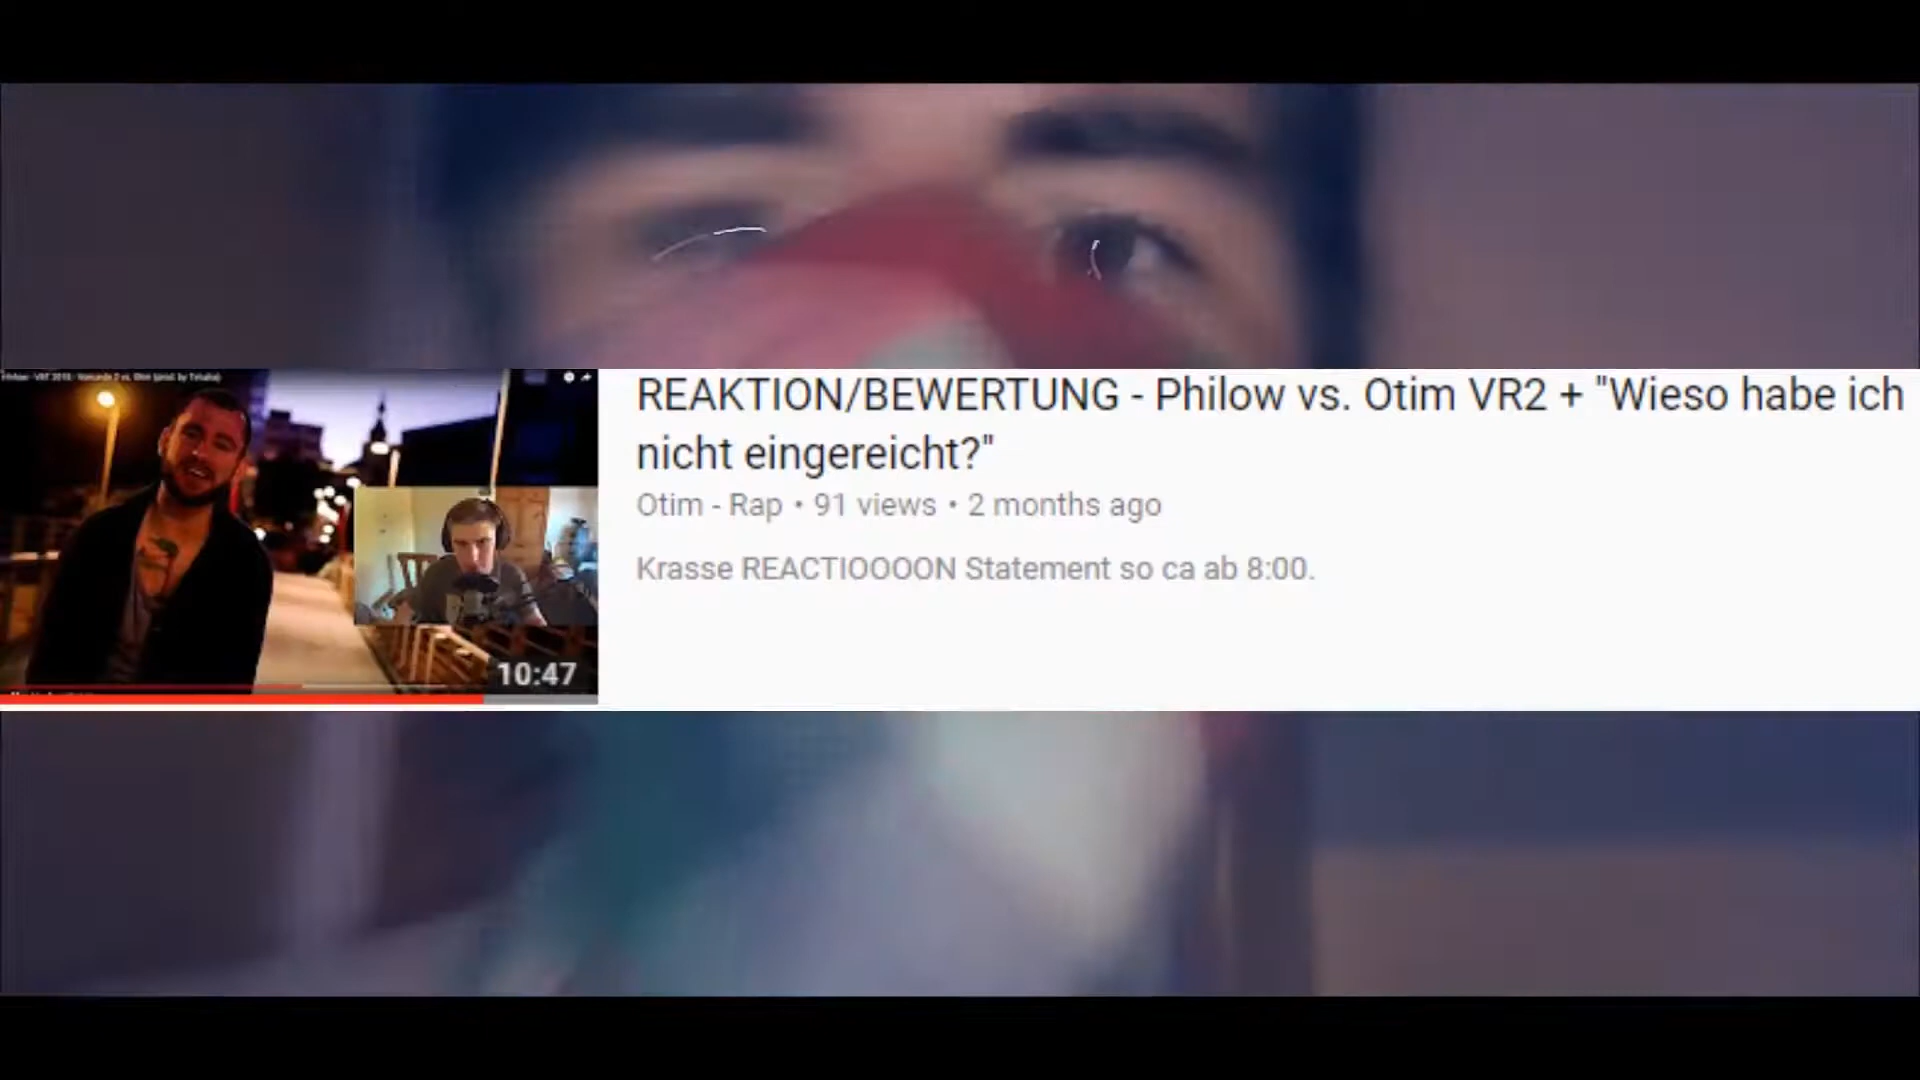 REAKTION/BEWERTUNG - Philow vs. Otim VR2 + "Wieso habe ich
nicht eingereicht?"
Otim - Rap • 91 views • 2 months ago
Krasse REACTIOOOON Statement so ca ab 8:00.
10:47